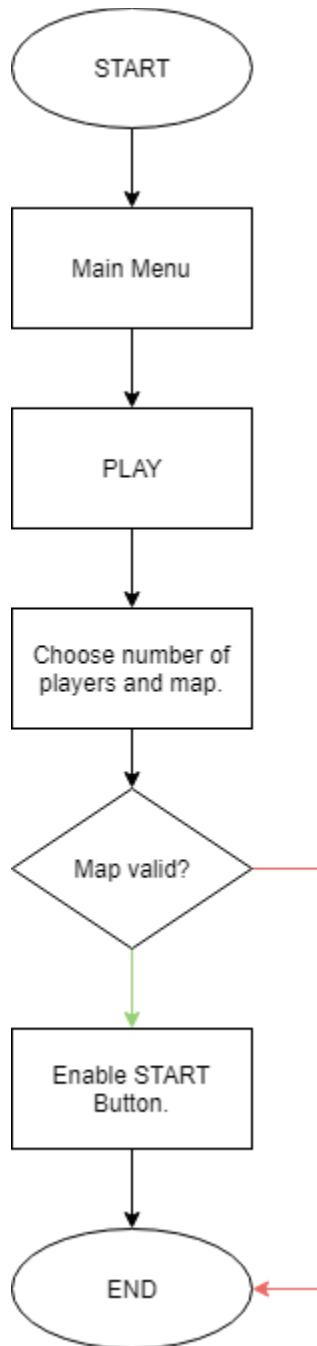 START
Main Menu
PLAY
Choose number of
players and map.
Map valid?
Enable START
Button.
END